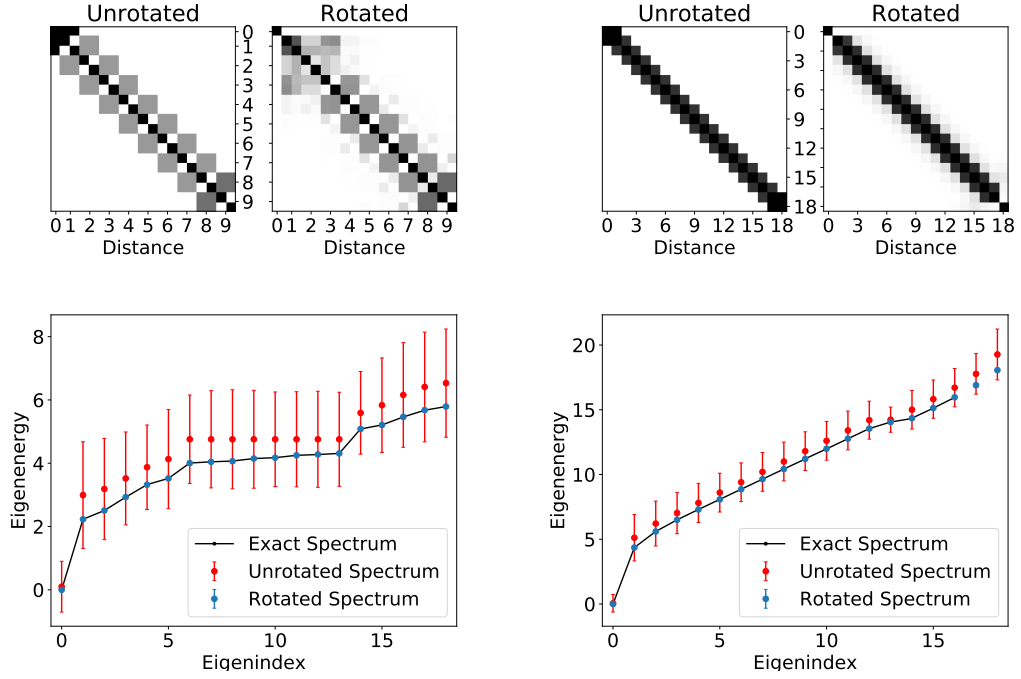 Unrotated Rotated Unrotated Rotated
0 0
1
2 3
3
4 6
5 9
6
7 12
8 15
9 18
0 1 2 3 4 5 6 7 8 9 0 1 2 3 4 5 6 7 8 9 0 3 6 9 12 15 18 0 3 6 9 12 15 18
Distance Distance Distance Distance
8
6
4
2
0
Eigenenergy
Exact Spectrum
Unrotated Spectrum
Rotated Spectrum
0 5 10 15
Eigenindex
20
15
10
5
0
Eigenenergy
Exact Spectrum
Unrotated Spectrum
Rotated Spectrum
0 5 10 15
Eigenindex